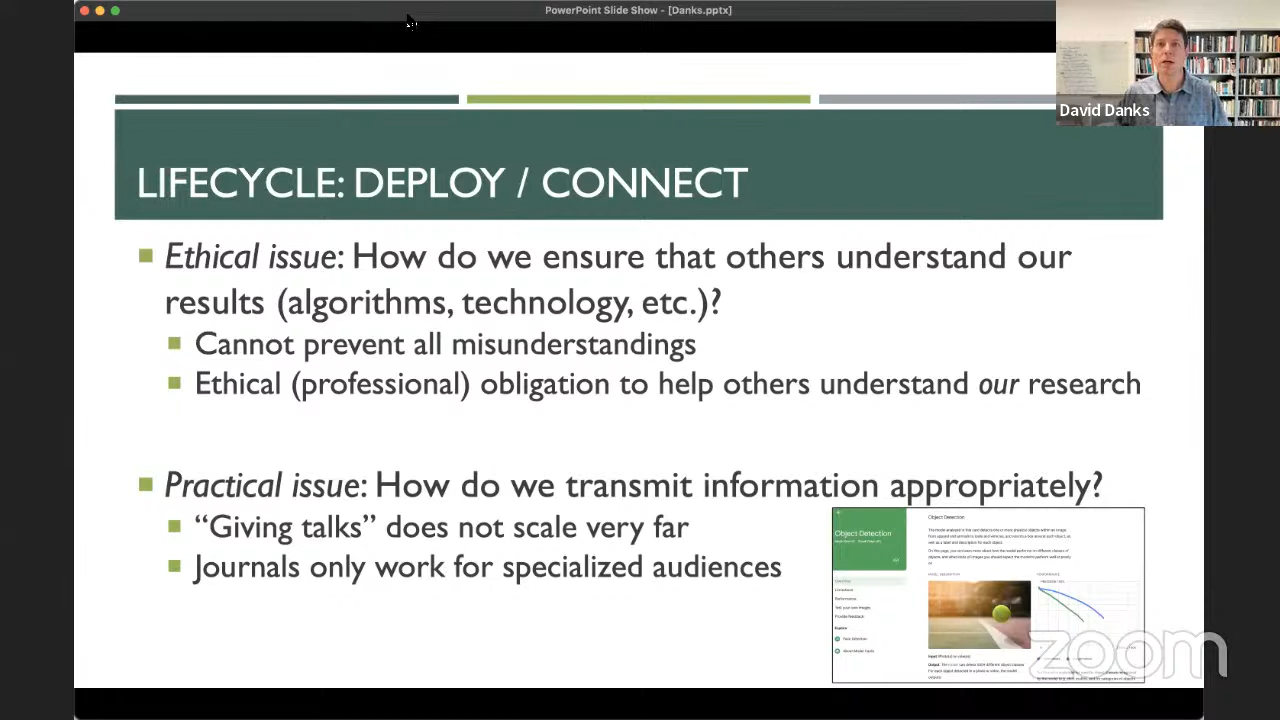 PowerPoint Slide Show - [Danks.pptx]
David Danks
LIFECYCLE: DEPLOY / CONNECT
Ethical issue: How do we ensure that others understand our
results (algorithms, technology, etc.)?
Cannot prevent all misunderstandings
Ethical (professional) obligation to help others understand our research
Practical issue: How do we transmit information appropriately?
“Giving talks” does not scale very far
Journals only work for specialized audiences
Object Detection
Object Detection
zoom